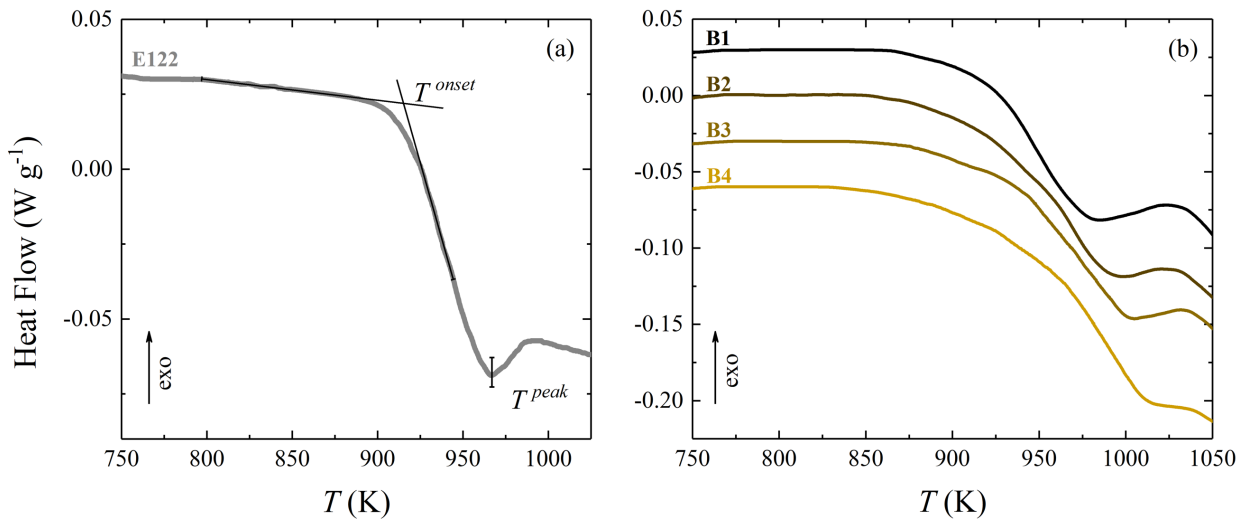 Heat Flow (W g⁻¹)
0.05
0.00
-0.05
E122
(a)
T onset
T peak
exo
750 800 850 900 950 1000
T (K)
0.05
0.00
-0.05
-0.10
-0.15
-0.20
(b)
B1
B2
B3
B4
exo
750 800 850 900 950 1000 1050
T (K)